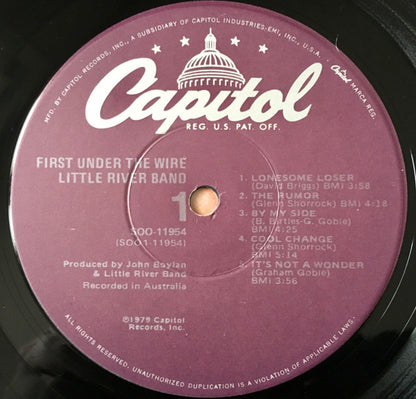 MFD. BY CAPITOL RECORDS, INC., A SUBSIDIARY OF CAPITOL INDUSTRIES-EMI, INC., U.S.A.
Capitol
MARCA REG.
REG. U.S. PAT. OFF.
FIRST UNDER THE WIRE
LITTLE RIVER BAND
1
SOO-11954
(SOO-1-11954)
Produced by John Boylan
& Little River Band
Recorded in Australia
1. LONESOME LOSER
(David Briggs) BMI 3:58
2. THE RUMOR
(Glenn Shorrock) BMI 4:18
3. BY MY SIDE
(B. Birtles-G. Goble)
BMI 4:25
4. COOL CHANGE
(Glenn Shorrock)
BMI 5:14
5. IT'S NOT A WONDER
(Graham Goble)
BMI 3:56
℗1979 Capitol
Records, Inc.
ALL RIGHTS RESERVED. UNAUTHORIZED DUPLICATION IS A VIOLATION OF APPLICABLE LAWS.